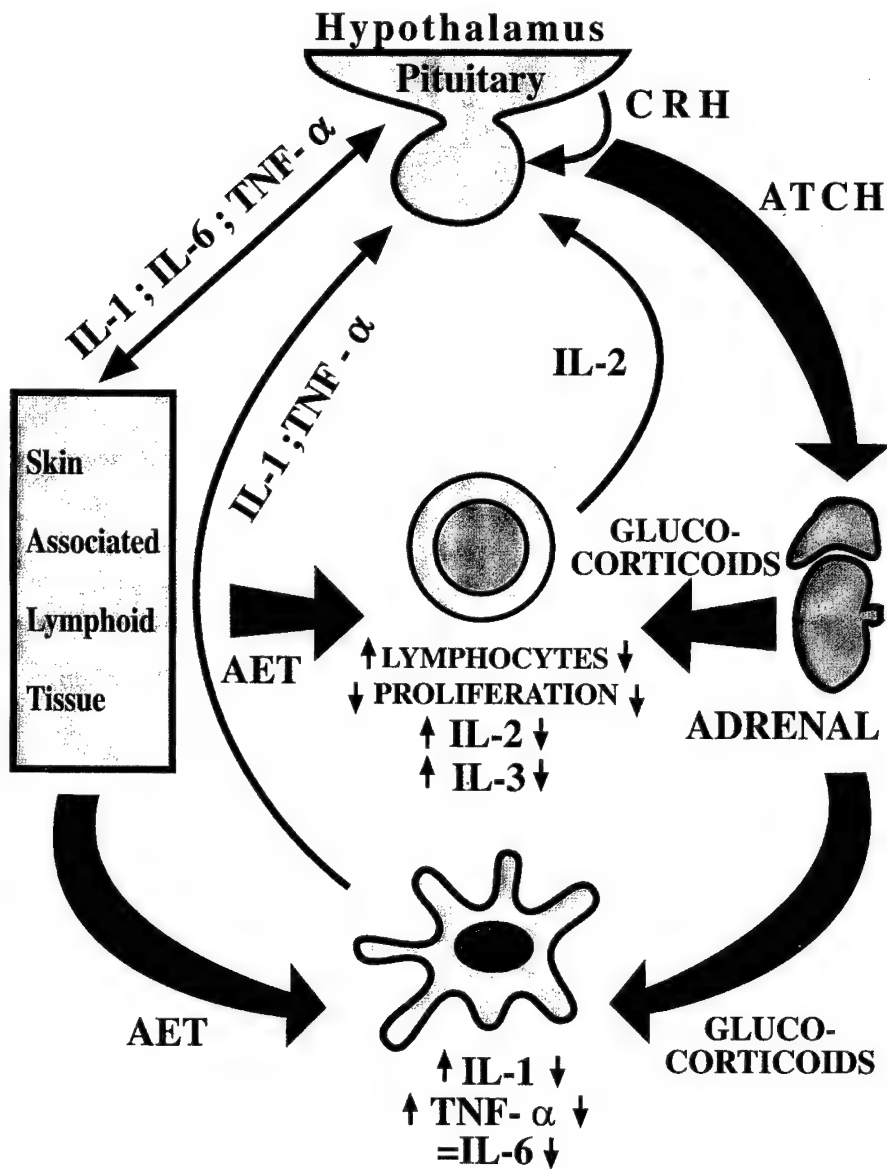 Hypothalamus
Pituitary
CRH
ATCH
IL-1 ; IL-6 ; TNF- α
IL-1 ; TNF - α
IL-2
Skin
Associated
Lymphoid
Tissue
AET
GLUCO-
CORTICOIDS
ADRENAL
↑ LYMPHOCYTES ↓
↓ PROLIFERATION ↓
↑ IL-2 ↓
↑ IL-3 ↓
AET
GLUCO-
CORTICOIDS
↑ IL-1 ↓
↑ TNF- α ↓
=IL-6 ↓